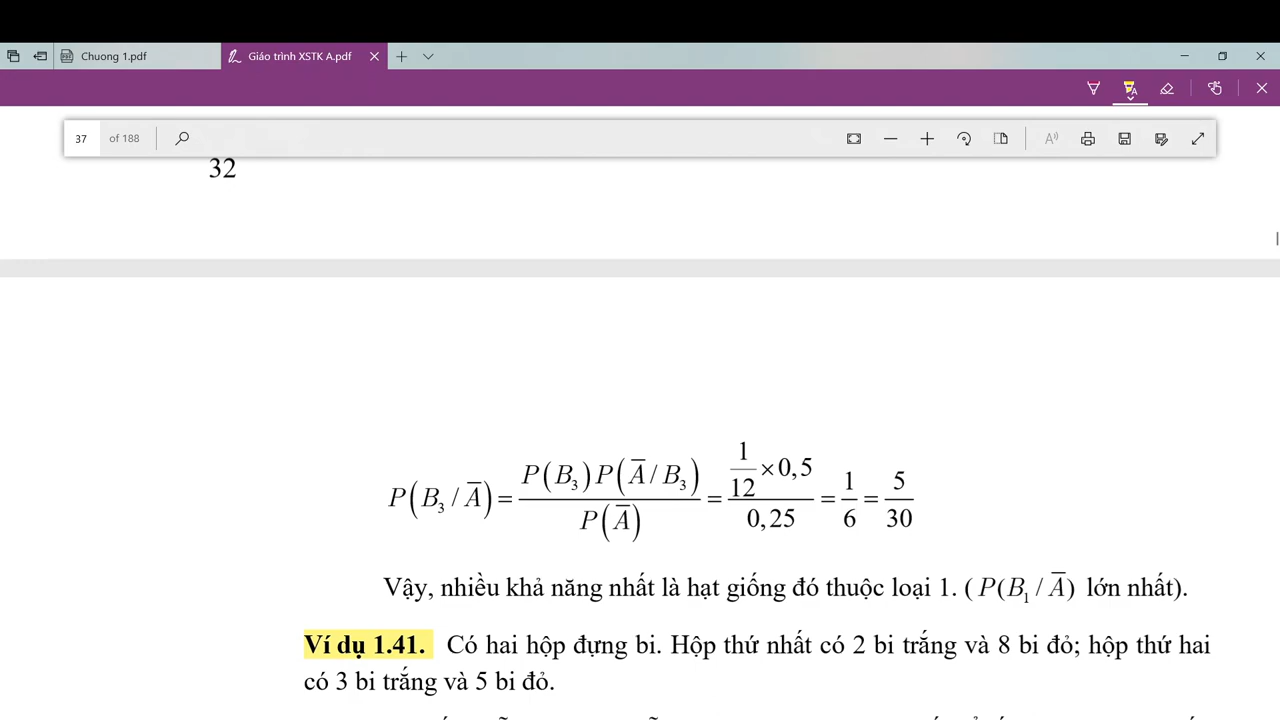 Chuong 1.pdf
Giáo trình XSTK A.pdf
37 of 188
32
P(B₃ / A̅) = P(B₃)P(A̅ / B₃) / P(A̅) = (1/12 × 0,5) / 0,25 = 1/6 = 5/30
Vậy, nhiều khả năng nhất là hạt giống đó thuộc loại 1. ( P(B₁ / A̅) lớn nhất).
Ví dụ 1.41. Có hai hộp đựng bi. Hộp thứ nhất có 2 bi trắng và 8 bi đỏ; hộp thứ hai
có 3 bi trắng và 5 bi đỏ.